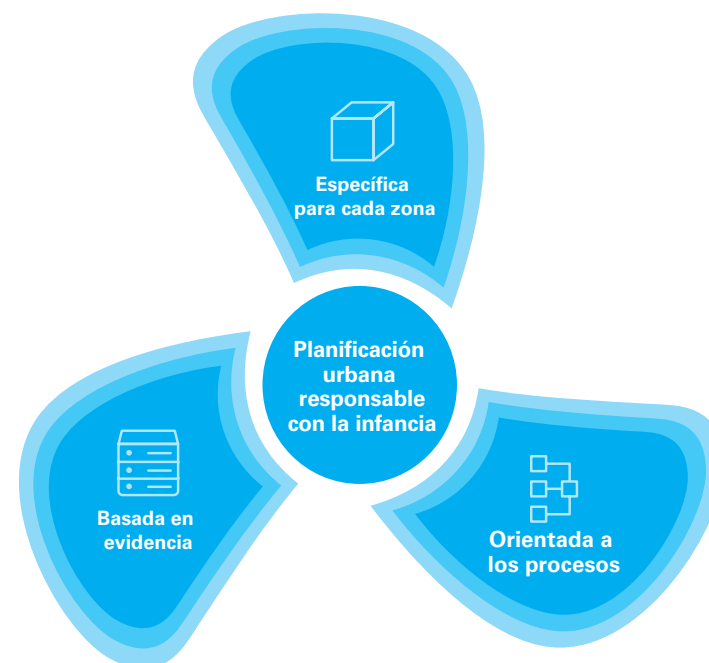 Específica
para cada zona
Planificación
urbana
responsable
con la infancia
Basada en
evidencia
Orientada a
los procesos